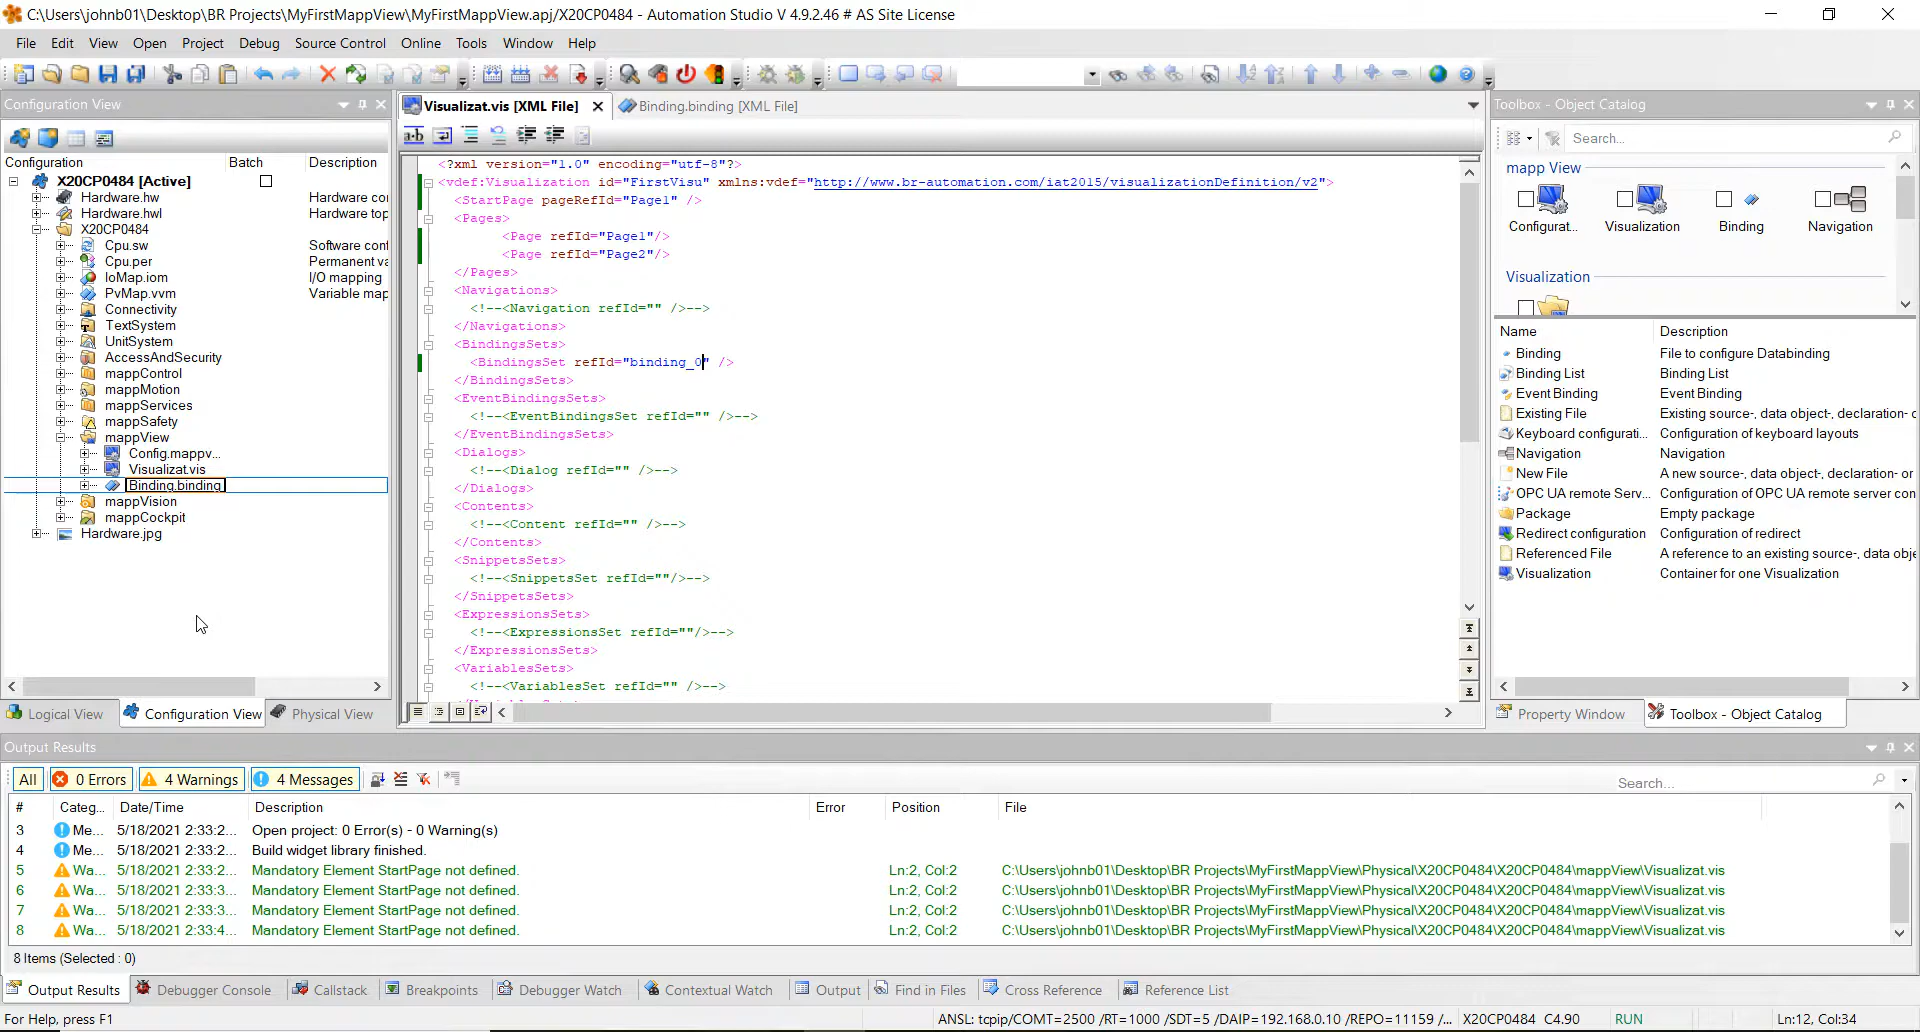 C:\Users\johnb01\Desktop\BR Projects\MyFirstMappView\MyFirstMappView.apj/X20CP0484 - Automation Studio V 4.9.2.46 # AS Site License
File Edit View Open Project Debug Source Control Online Tools Window Help
Configuration View
Configuration Batch Description
X20CP0484 [Active]
Hardware.hw Hardware cor
Hardware.hwl Hardware top
X20CP0484
Cpu.sw Software conf
Cpu.per Permanent va
IoMap.iom I/O mapping
PvMap.vvm Variable map
Connectivity
TextSystem
UnitSystem
AccessAndSecurity
mappControl
mappMotion
mappServices
mappSafety
mappView
Config.mappv...
Visualizat.vis
Binding.binding
mappVision
mappCockpit
Hardware.jpg
Logical View Configuration View Physical View
Visualizat.vis [XML File] Binding.binding [XML File]
<?xml version="1.0" encoding="utf-8"?>
<vdef:Visualization id="FirstVisu" xmlns:vdef="http://www.br-automation.com/iat2015/visualizationDefinition/v2">
<StartPage pageRefId="Page1" />
<Pages>
<Page refId="Page1"/>
<Page refId="Page2"/>
</Pages>
<Navigations>
<!--<Navigation refId="" />-->
</Navigations>
<BindingsSets>
<BindingsSet refId="binding_0" />
</BindingsSets>
<EventBindingsSets>
<!--<EventBindingsSet refId="" />-->
</EventBindingsSets>
<Dialogs>
<!--<Dialog refId="" />-->
</Dialogs>
<Contents>
<!--<Content refId="" />-->
</Contents>
<SnippetsSets>
<!--<SnippetsSet refId=""/>-->
</SnippetsSets>
<ExpressionsSets>
<!--<ExpressionsSet refId=""/>-->
</ExpressionsSets>
<VariablesSets>
<!--<VariablesSet refId="" />-->
Toolbox - Object Catalog
Search...
mapp View
Configurat... Visualization Binding Navigation
Visualization
Name Description
Binding File to configure Databinding
Binding List Binding List
Event Binding Event Binding
Existing File Existing source-, data object-, declaration- c
Keyboard configurati... Configuration of keyboard layouts
Navigation Navigation
New File A new source-, data object-, declaration- or
OPC UA remote Serv... Configuration of OPC UA remote server con
Package Empty package
Redirect configuration Configuration of redirect
Referenced File A reference to an existing source-, data obje
Visualization Container for one Visualization
Property Window Toolbox - Object Catalog
Output Results
All 0 Errors 4 Warnings 4 Messages Search...
# Categ... Date/Time Description Error Position File
3 Me... 5/18/2021 2:33:2... Open project: 0 Error(s) - 0 Warning(s)
4 Me... 5/18/2021 2:33:2... Build widget library finished.
5 Wa... 5/18/2021 2:33:2... Mandatory Element StartPage not defined. Ln:2, Col:2 C:\Users\johnb01\Desktop\BR Projects\MyFirstMappView\Physical\X20CP0484\X20CP0484\mappView\Visualizat.vis
6 Wa... 5/18/2021 2:33:3... Mandatory Element StartPage not defined. Ln:2, Col:2 C:\Users\johnb01\Desktop\BR Projects\MyFirstMappView\Physical\X20CP0484\X20CP0484\mappView\Visualizat.vis
7 Wa... 5/18/2021 2:33:3... Mandatory Element StartPage not defined. Ln:2, Col:2 C:\Users\johnb01\Desktop\BR Projects\MyFirstMappView\Physical\X20CP0484\X20CP0484\mappView\Visualizat.vis
8 Wa... 5/18/2021 2:33:4... Mandatory Element StartPage not defined. Ln:2, Col:2 C:\Users\johnb01\Desktop\BR Projects\MyFirstMappView\Physical\X20CP0484\X20CP0484\mappView\Visualizat.vis
8 Items (Selected : 0)
Output Results Debugger Console Callstack Breakpoints Debugger Watch Contextual Watch Output Find in Files Cross Reference Reference List
For Help, press F1 ANSL: tcpip/COMT=2500 /RT=1000 /SDT=5 /DAIP=192.168.0.10 /REPO=11159 /... X20CP0484 C4.90 RUN Ln:12, Col:34